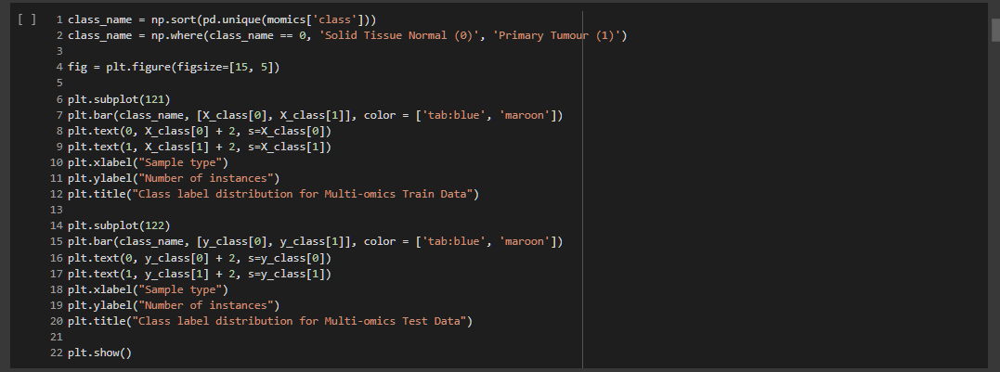 [ ] 1 class_name = np.sort(pd.unique(momics['class']))
2 class_name = np.where(class_name == 0, 'Solid Tissue Normal (0)', 'Primary Tumour (1)')
3
4 fig = plt.figure(figsize=[15, 5])
5
6 plt.subplot(121)
7 plt.bar(class_name, [X_class[0], X_class[1]], color = ['tab:blue', 'maroon'])
8 plt.text(0, X_class[0] + 2, s=X_class[0])
9 plt.text(1, X_class[1] + 2, s=X_class[1])
10 plt.xlabel("Sample type")
11 plt.ylabel("Number of instances")
12 plt.title("Class label distribution for Multi-omics Train Data")
13
14 plt.subplot(122)
15 plt.bar(class_name, [y_class[0], y_class[1]], color = ['tab:blue', 'maroon'])
16 plt.text(0, y_class[0] + 2, s=y_class[0])
17 plt.text(1, y_class[1] + 2, s=y_class[1])
18 plt.xlabel("Sample type")
19 plt.ylabel("Number of instances")
20 plt.title("Class label distribution for Multi-omics Test Data")
21
22 plt.show()